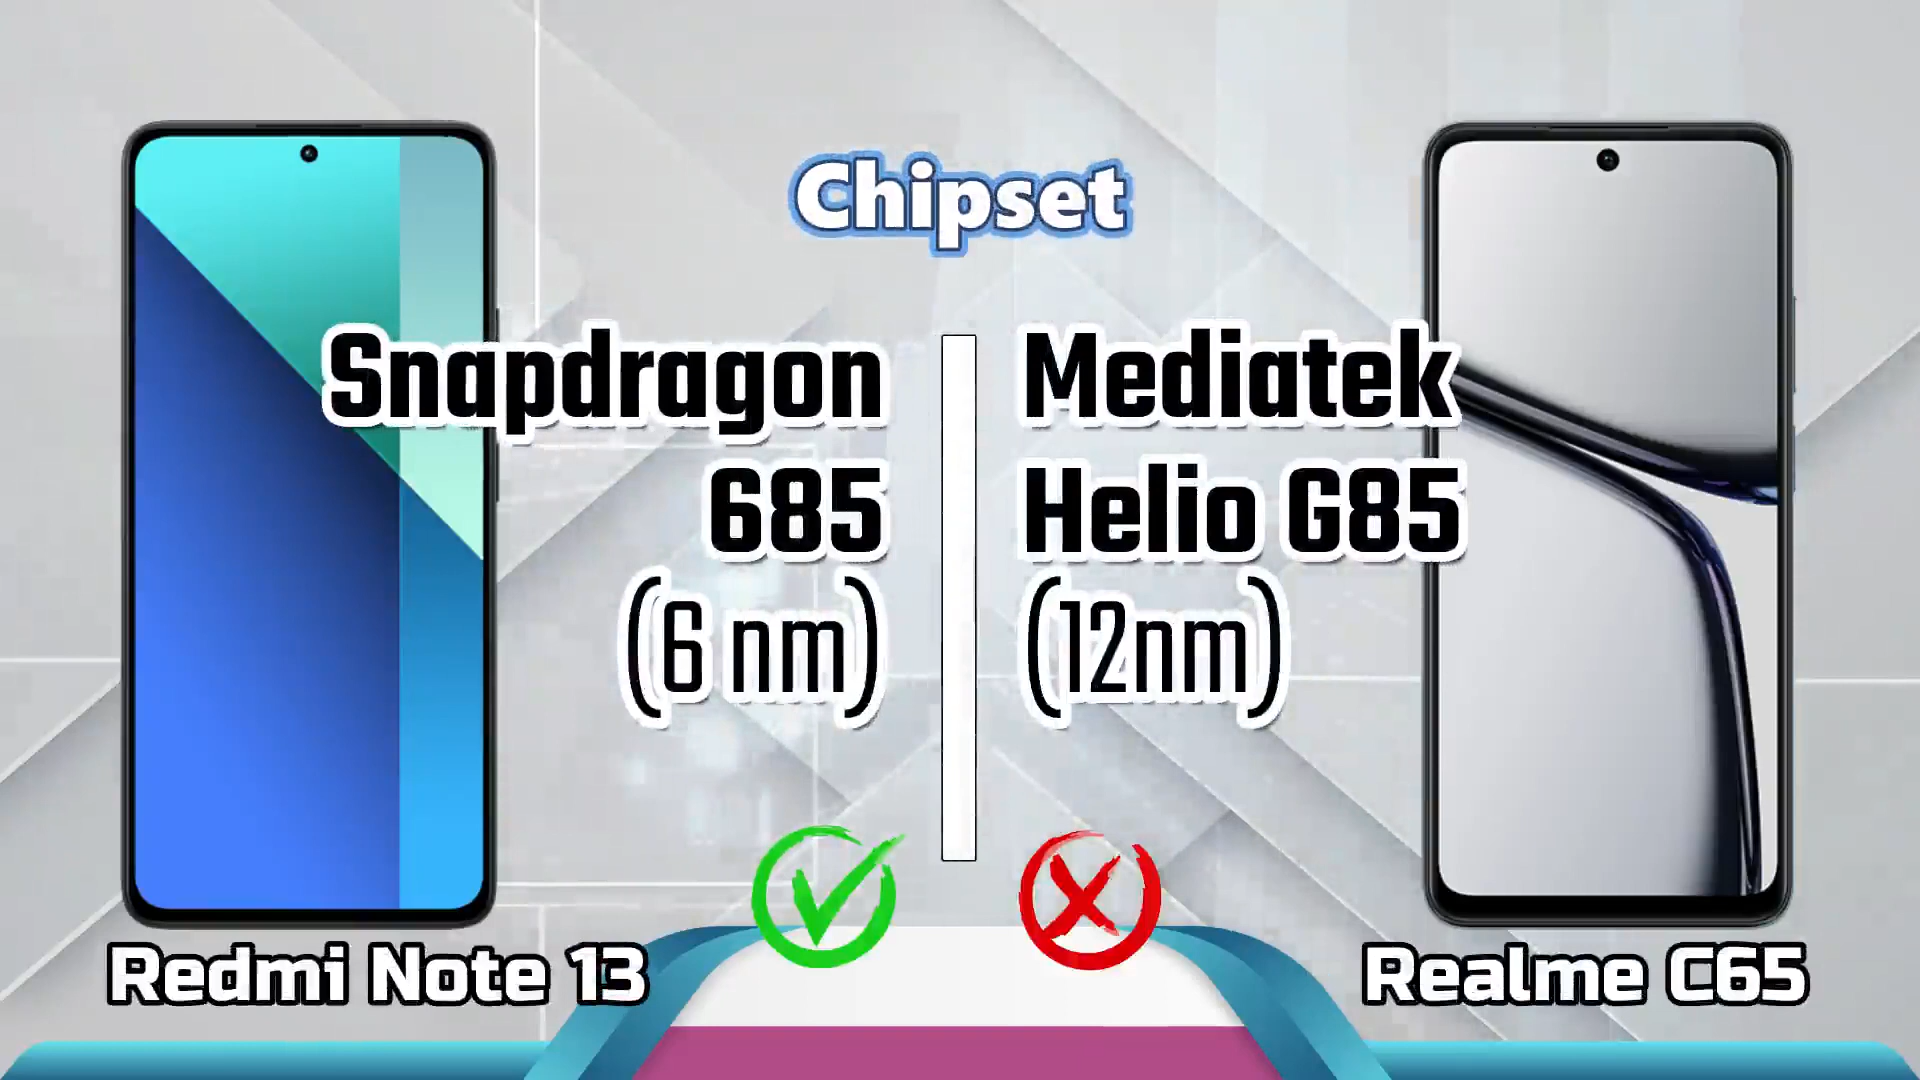 Chipset
Snapdragon
685
(6 nm)
Mediatek
Helio G85
(12nm)
Redmi Note 13
Realme C65